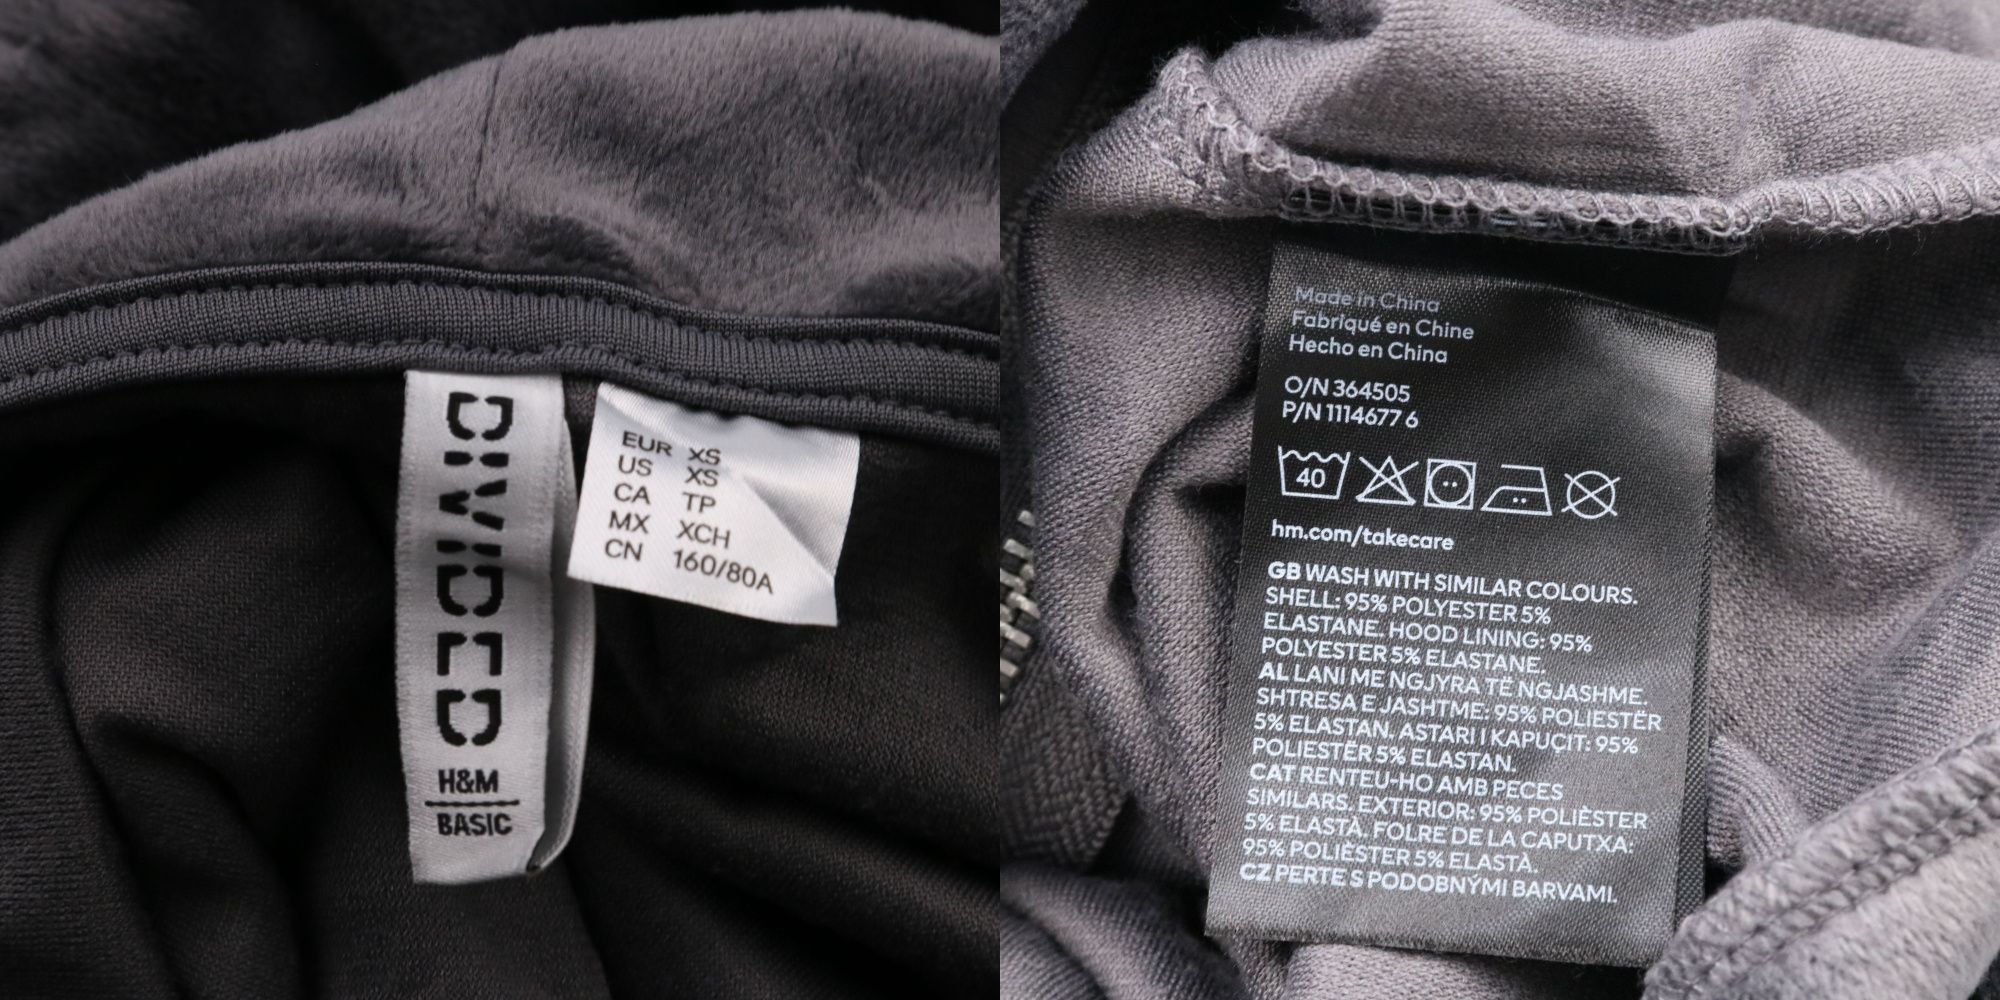 DIVIDED
H&M
BASIC
EUR XS
US XS
CA TP
MX XCH
CN 160/80A
Made in China
Fabriqué en Chine
Hecho en China
O/N 364505
P/N 1114677 6
40
hm.com/takecare
GB WASH WITH SIMILAR COLOURS.
SHELL: 95% POLYESTER 5%
ELASTANE. HOOD LINING: 95%
POLYESTER 5% ELASTANE.
AL LANI ME NGJYRA TË NGJASHME.
SHTRESA E JASHTME: 95% POLIESTËR
5% ELASTAN. ASTARI I KAPUÇIT: 95%
POLIESTËR 5% ELASTAN.
CAT RENTEU-HO AMB PECES
SIMILARS. EXTERIOR: 95% POLIÈSTER
5% ELASTÀ. FOLRE DE LA CAPUTXA:
95% POLIÈSTER 5% ELASTÀ.
CZ PERTE S PODOBNÝMI BARVAMI.